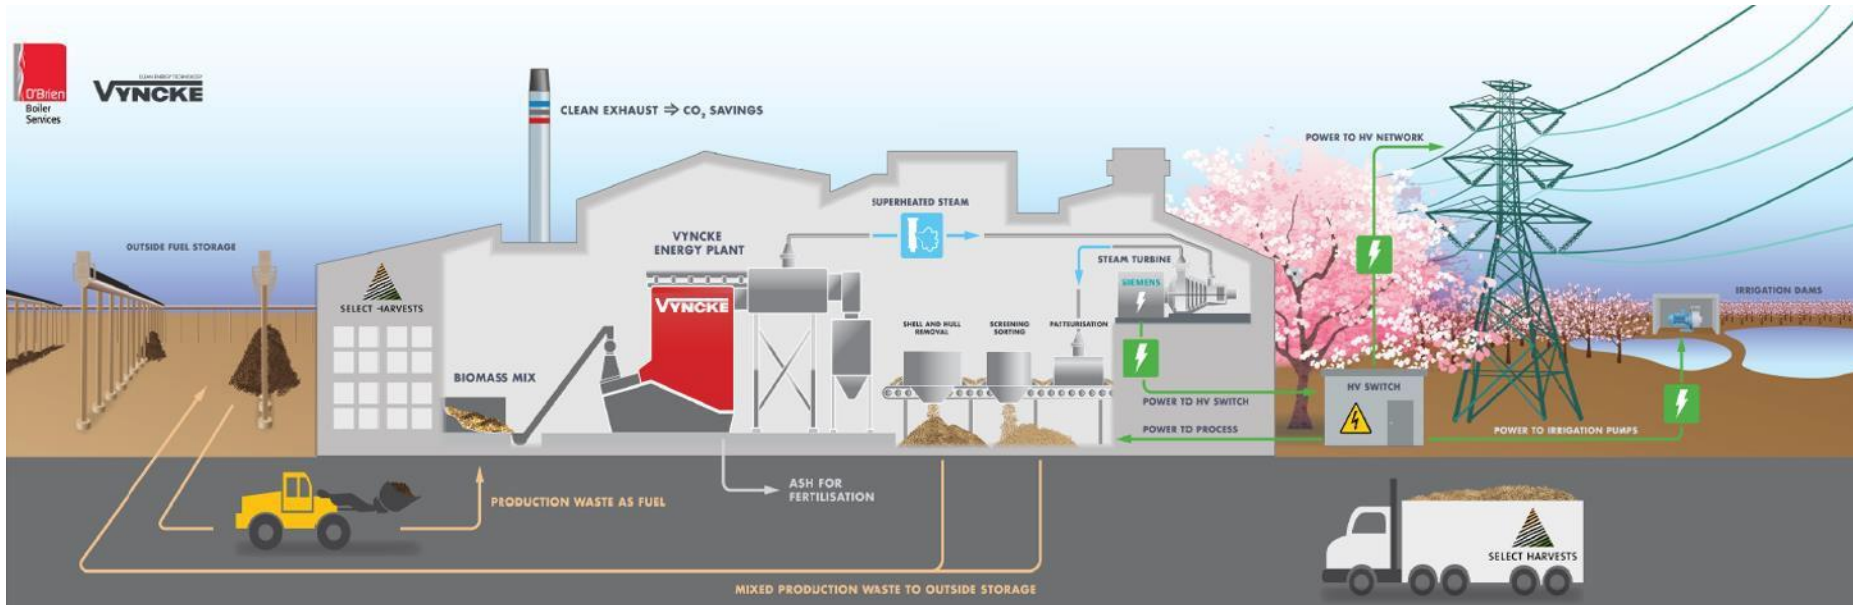 O'Brien
Boiler
Services
CLEAN ENERGY TECHNOLOGY
VYNCKE
CLEAN EXHAUST ⇒ CO₂ SAVINGS
POWER TO HV NETWORK
OUTSIDE FUEL STORAGE
SUPERHEATED STEAM
VYNCKE
ENERGY PLANT
STEAM TURBINE
SIEMENS
IRRIGATION DAMS
SELECT HARVESTS
VYNCKE
SHELL AND HULL
REMOVAL
SCREENING
SORTING
PASTEURISATION
BIOMASS MIX
HV SWITCH
POWER TO HV SWITCH
POWER TO PROCESS
POWER TO IRRIGATION PUMPS
ASH FOR
FERTILISATION
PRODUCTION WASTE AS FUEL
SELECT HARVESTS
MIXED PRODUCTION WASTE TO OUTSIDE STORAGE